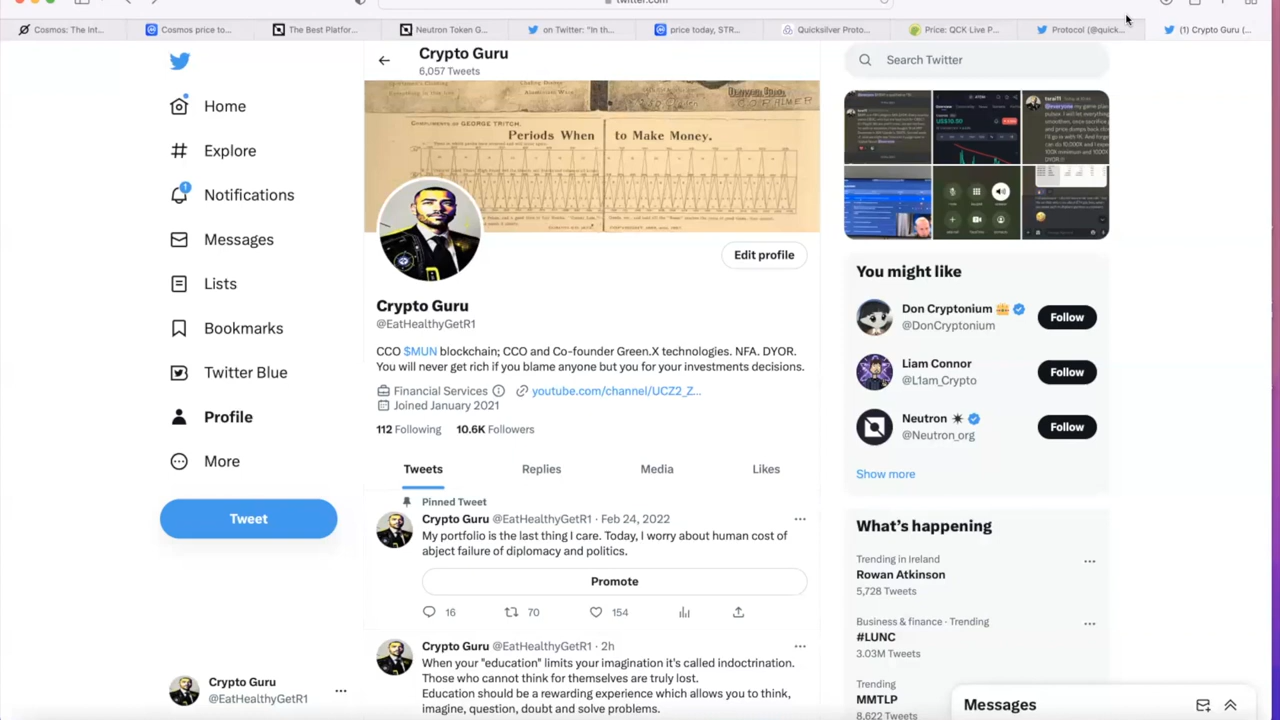 twitter.com
Cosmos: The Int...
Cosmos price to...
The Best Platfor...
Neutron Token G...
on Twitter: "In th...
price today, STR...
Quicksilver Proto...
Price: QCK Live P...
Protocol (@quick...
(1) Crypto Guru (...
Home
Explore
1
Notifications
Messages
Lists
Bookmarks
Twitter Blue
Profile
More
Tweet
Crypto Guru
@EatHealthyGetR1
Crypto Guru
6,057 Tweets
COMPLIMENTS OF GEORGE TRITCH.
Periods When to Make Money.
Edit profile
Crypto Guru
@EatHealthyGetR1
CCO $MUN blockchain; CCO and Co-founder Green.X technologies. NFA. DYOR.
You will never get rich if you blame anyone but you for your investments decisions.
Financial Services youtube.com/channel/UCZ2_Z...
Joined January 2021
112 Following 10.6K Followers
Tweets Replies Media Likes
Pinned Tweet
Crypto Guru @EatHealthyGetR1 · Feb 24, 2022
My portfolio is the last thing I care. Today, I worry about human cost of
abject failure of diplomacy and politics.
Promote
16 70 154
Crypto Guru @EatHealthyGetR1 · 2h
When your "education" limits your imagination it's called indoctrination.
Those who cannot think for themselves are truly lost.
Education should be a rewarding experience which allows you to think,
imagine, question, doubt and solve problems.
Search Twitter
You might like
Don Cryptonium
@DonCryptonium
Follow
Liam Connor
@L1am_Crypto
Follow
Neutron
@Neutron_org
Follow
Show more
What's happening
Trending in Ireland
Rowan Atkinson
5,728 Tweets
Business & finance · Trending
#LUNC
3.03M Tweets
Trending
MMTLP
8,622 Tweets
Messages